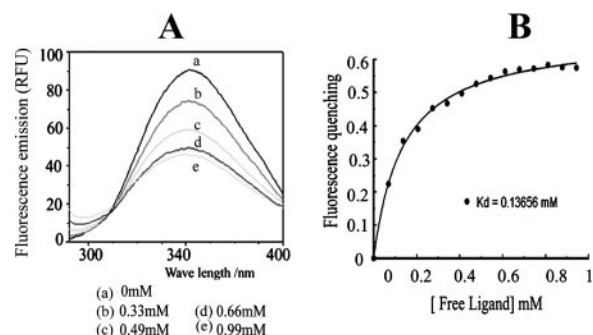 A
Fluorescence emission (RFU)
100
80
60
40
20
0
a
b
c
d
e
300
340
400
Wave length /nm
(a) 0mM
(b) 0.33mM (d) 0.66mM
(c) 0.49mM (e) 0.99mM
B
Fluorescence quenching
0.6
0.5
0.4
0.3
0.2
0.1
0
Kd = 0.13656 mM
0 0.2 0.4 0.6 0.8 1
[ Free Ligand] mM